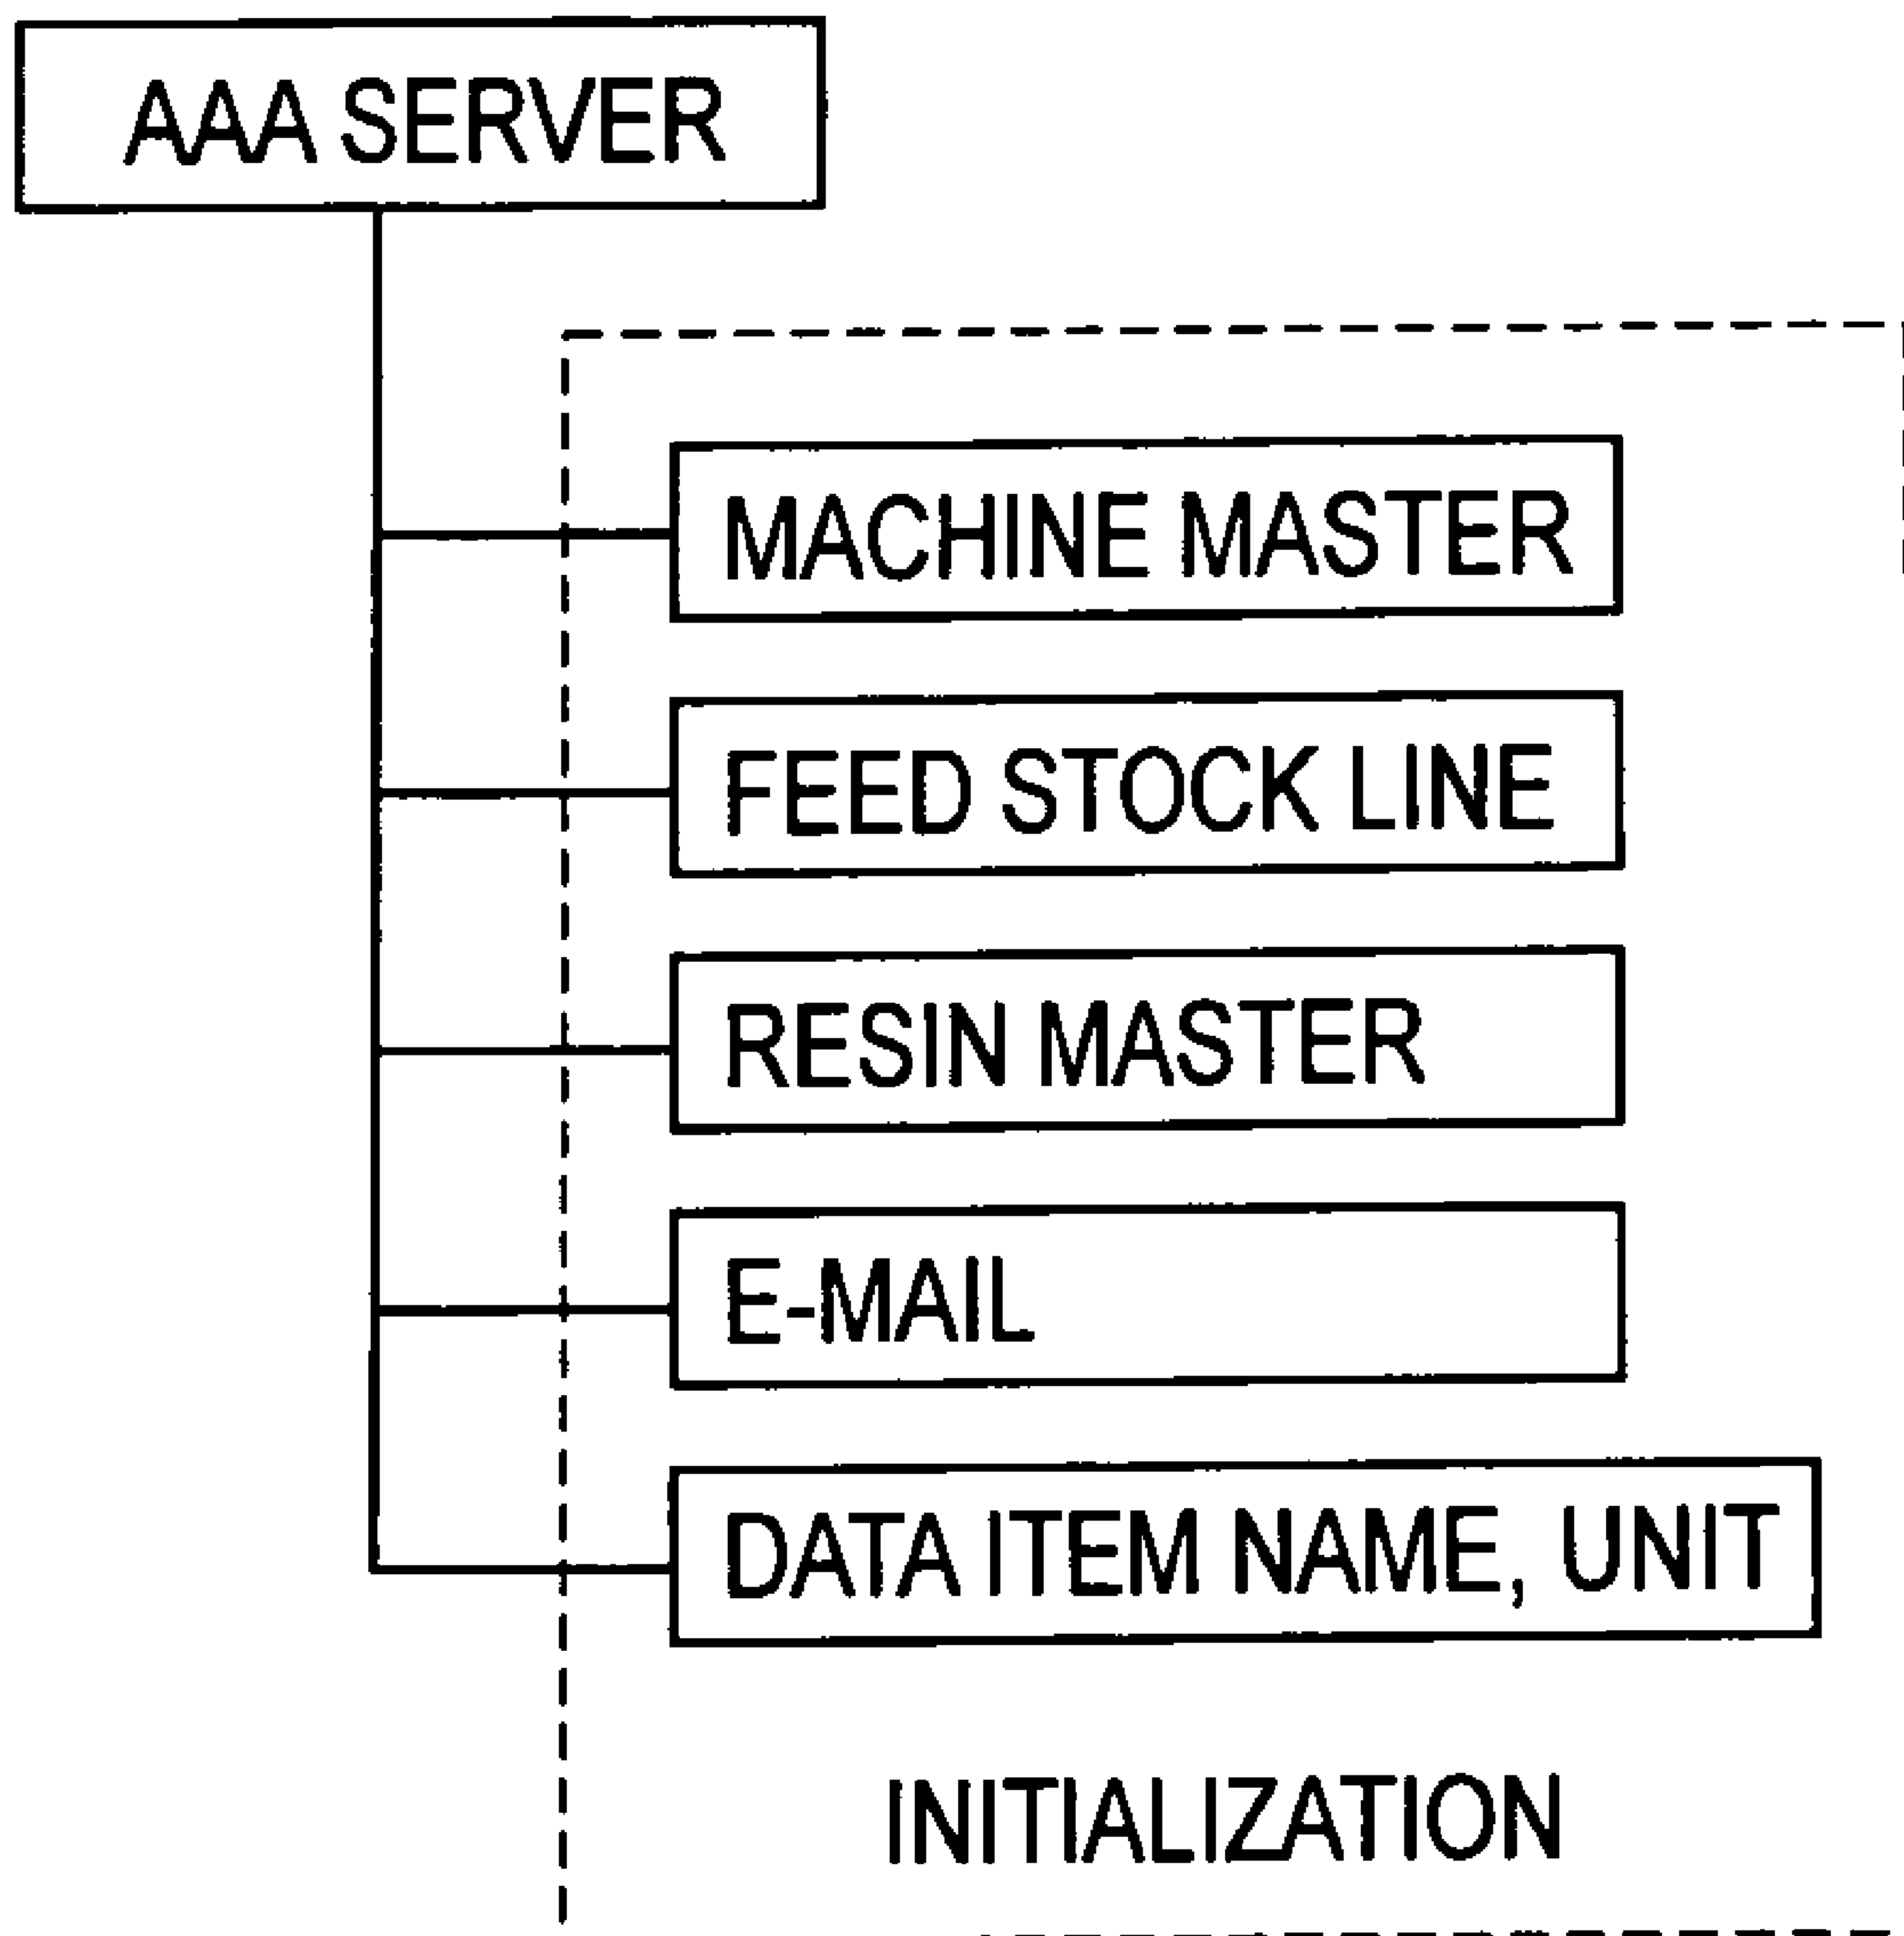 AAA SERVER
MACHINE MASTER
FEED STOCK LINE
RESIN MASTER
E-MAIL
DATA ITEM NAME, UNIT
INITIALIZATION